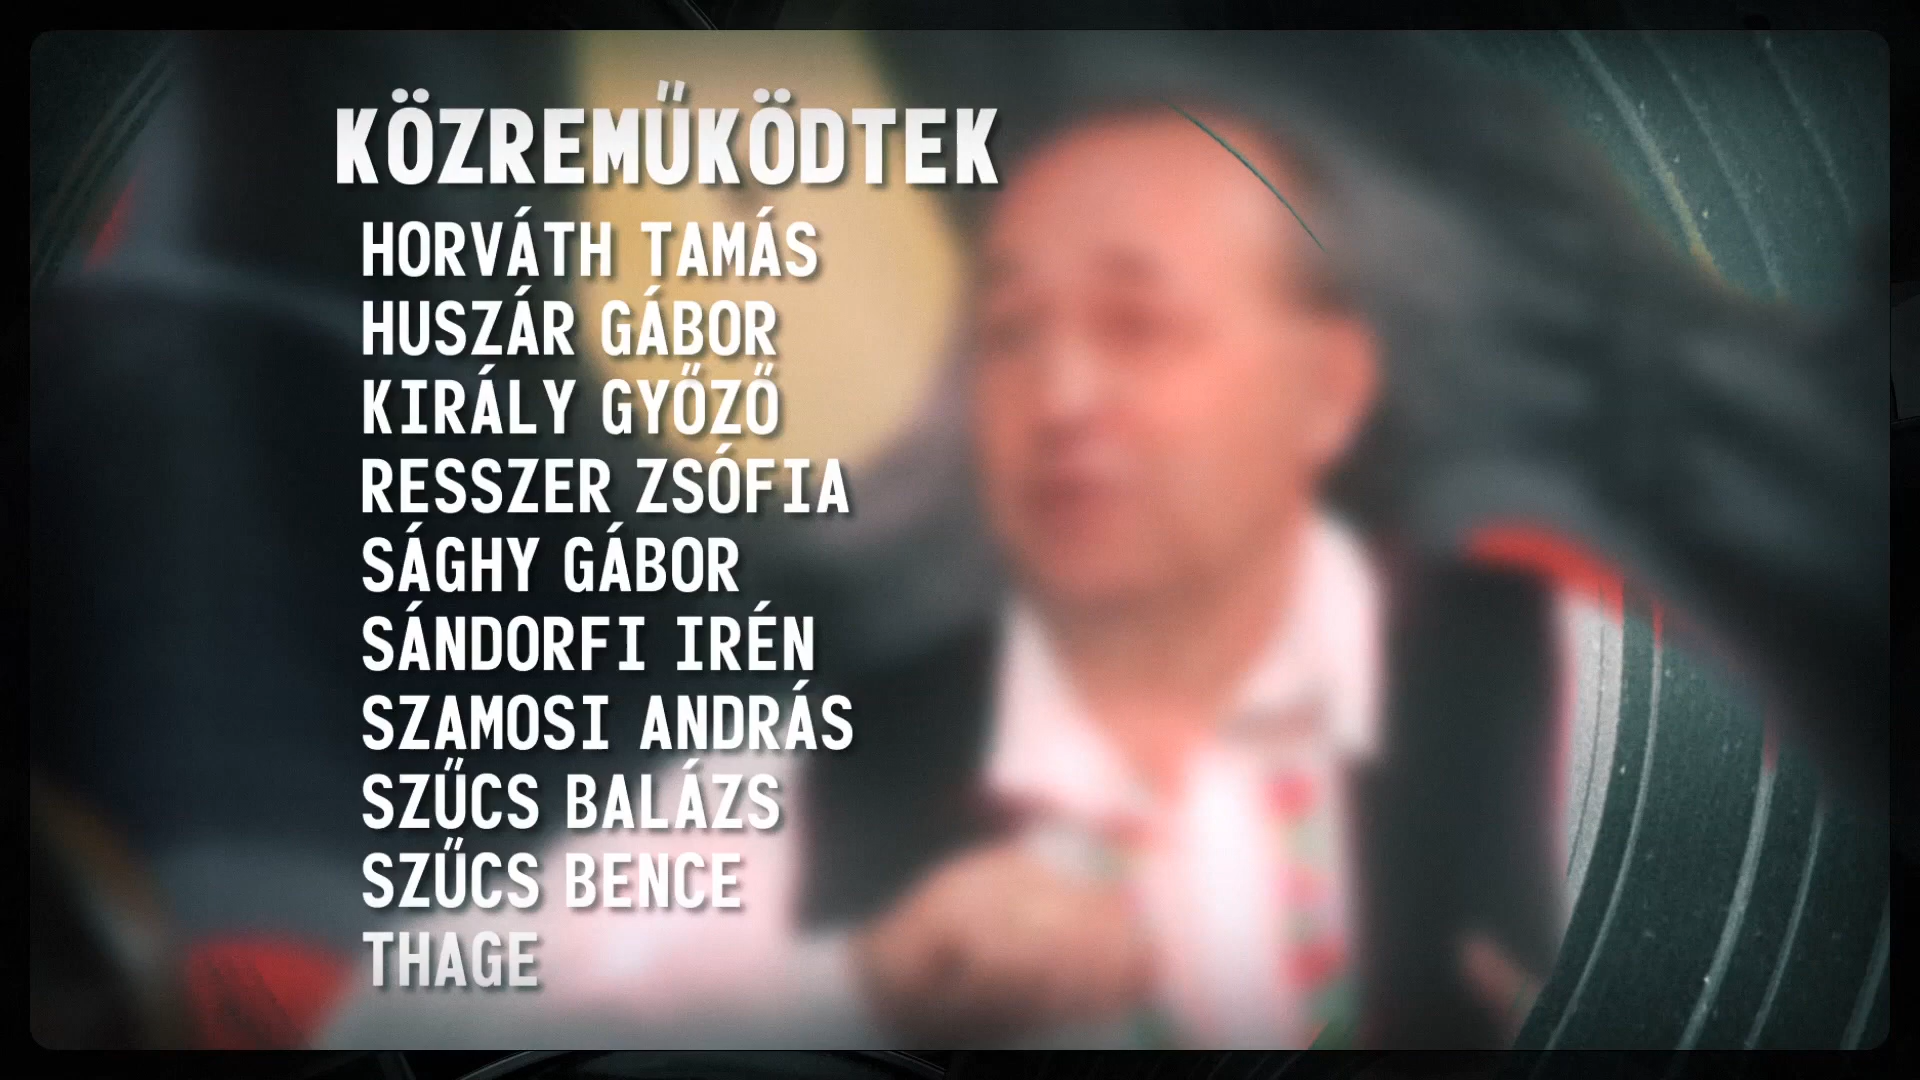 KÖZREMŰKÖDTEK
HORVÁTH TAMÁS
HUSZÁR GÁBOR
KIRÁLY GYŐZŐ
RESSZER ZSÓFIA
SÁGHY GÁBOR
SÁNDORFI IRÉN
SZAMOSI ANDRÁS
SZŰCS BALÁZS
SZŰCS BENCE
THAGE